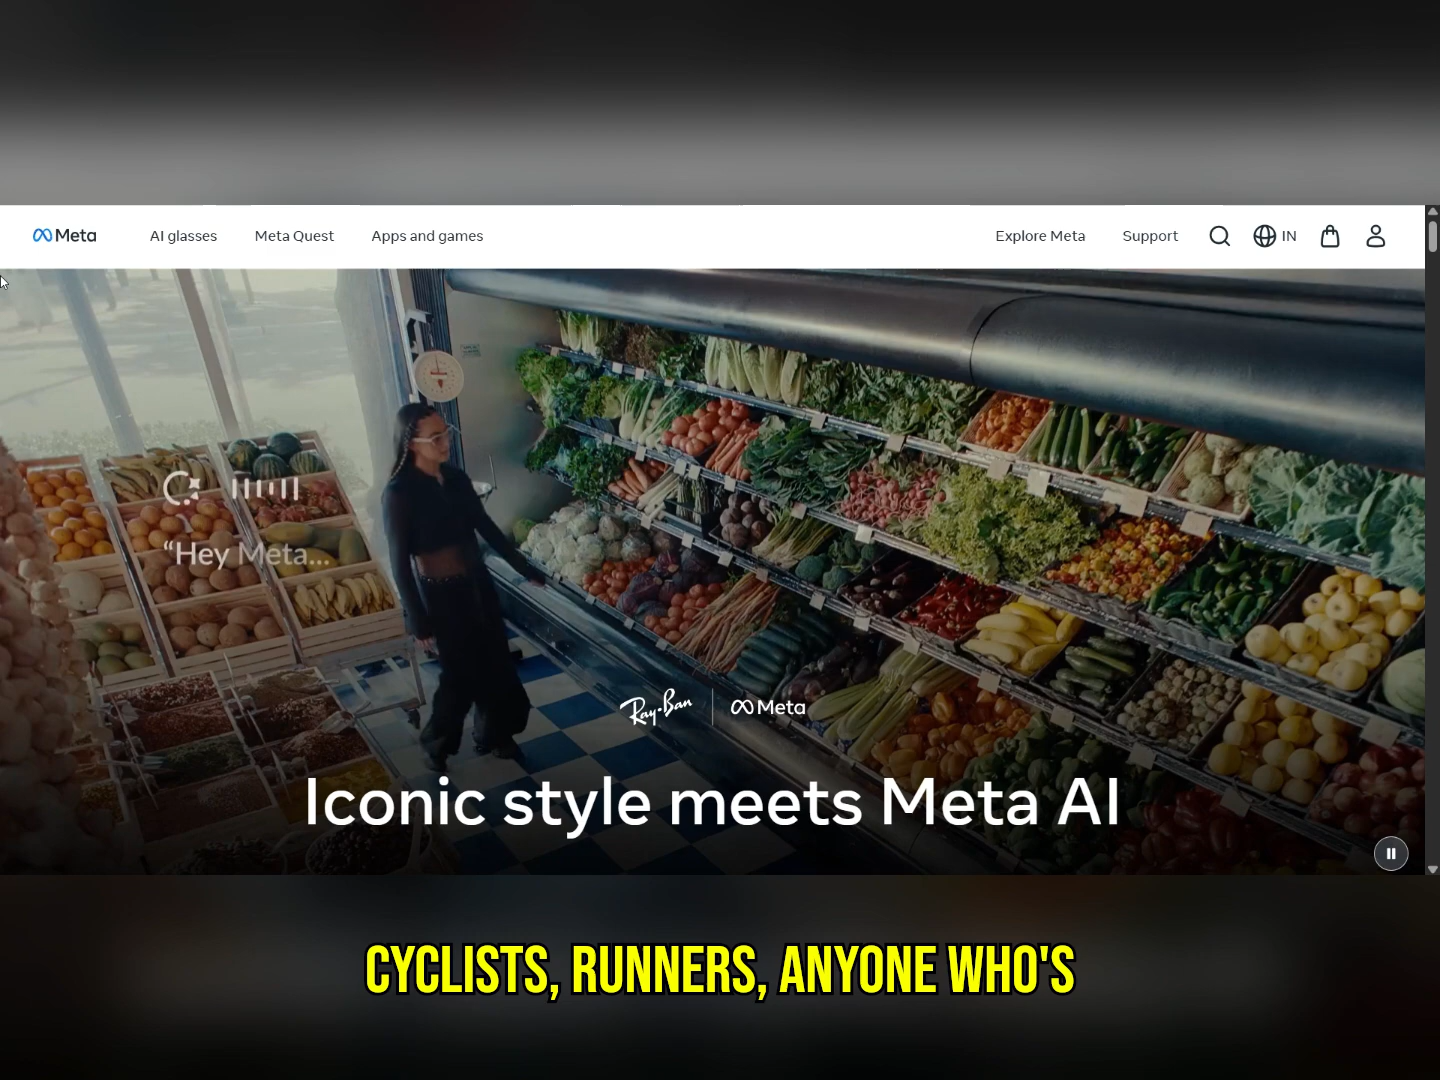 Meta
AI glasses
Meta Quest
Apps and games
Explore Meta
Support
IN
“Hey Meta...
Ray-Ban | Meta
Iconic style meets Meta AI
CYCLISTS, RUNNERS, ANYONE WHO'S